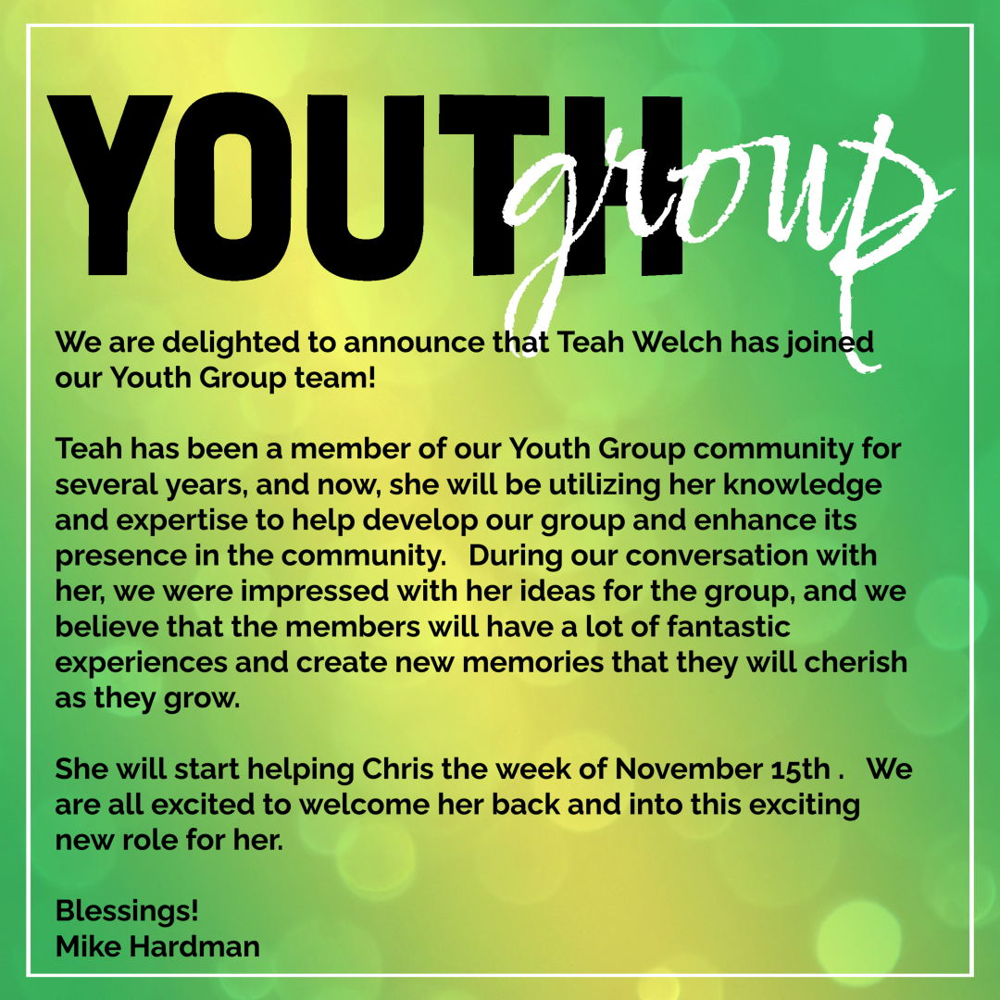 YOUTH group
We are delighted to announce that Teah Welch has joined
our Youth Group team!
Teah has been a member of our Youth Group community for
several years, and now, she will be utilizing her knowledge
and expertise to help develop our group and enhance its
presence in the community.   During our conversation with
her, we were impressed with her ideas for the group, and we
believe that the members will have a lot of fantastic
experiences and create new memories that they will cherish
as they grow.
She will start helping Chris the week of November 15th .   We
are all excited to welcome her back and into this exciting
new role for her.
Blessings!
Mike Hardman